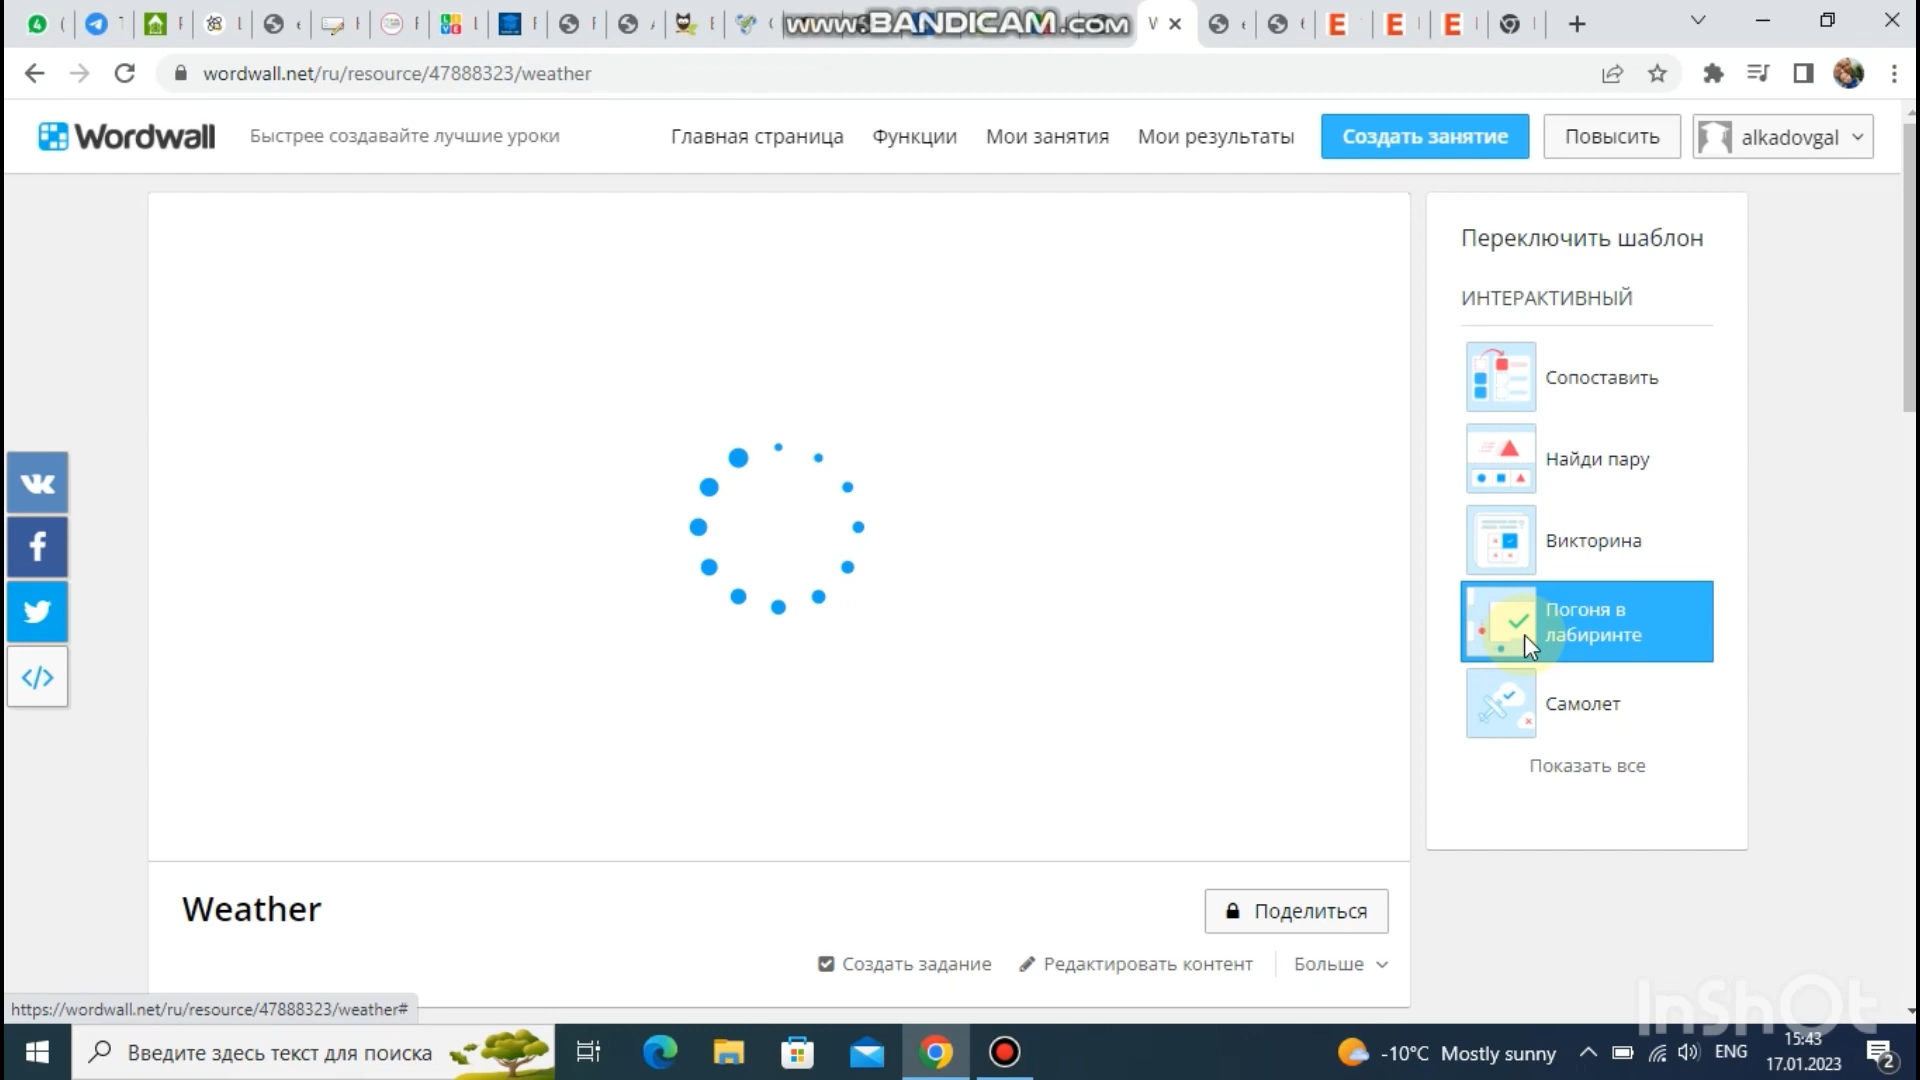 www.BANDICAM.com
wordwall.net/ru/resource/47888323/weather
Wordwall
Быстрее создавайте лучшие уроки
Главная страница
Функции
Мои занятия
Мои результаты
Создать занятие
Повысить
alkadovgal
Переключить шаблон
ИНТЕРАКТИВНЫЙ
Сопоставить
Найди пару
Викторина
Погоня в
лабиринте
Самолет
Показать все
Weather
Поделиться
Создать задание
Редактировать контент
Больше
https://wordwall.net/ru/resource/47888323/weather#
InShOt
Введите здесь текст для поиска
-10°C Mostly sunny
ENG
15:43
17.01.2023
2